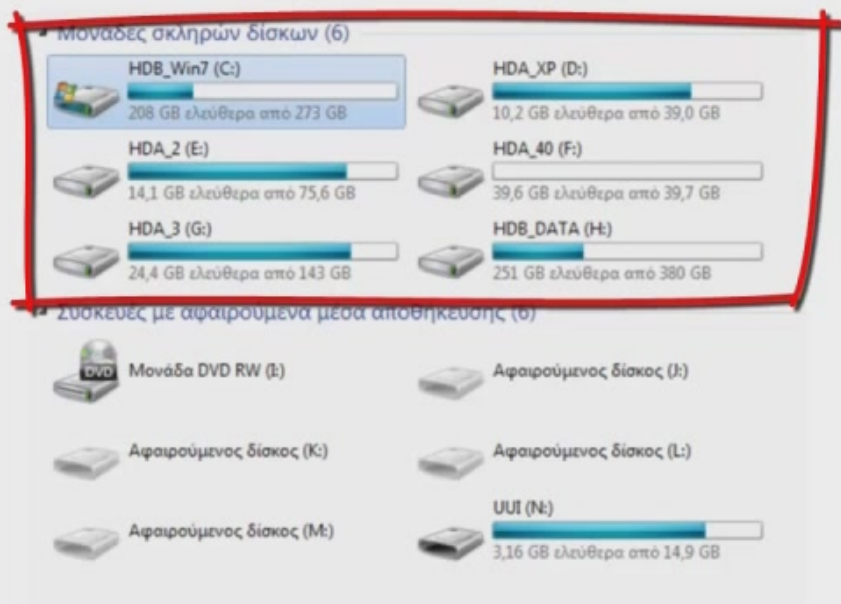 Μονάδες σκληρών δίσκων (6)
HDB_Win7 (C:)
208 GB ελεύθερα από 273 GB
HDA_XP (D:)
10,2 GB ελεύθερα από 39,0 GB
HDA_2 (E:)
14,1 GB ελεύθερα από 75,6 GB
HDA_40 (F:)
39,6 GB ελεύθερα από 39,7 GB
HDA_3 (G:)
24,4 GB ελεύθερα από 143 GB
HDB_DATA (H:)
251 GB ελεύθερα από 380 GB
Συσκευές με αφαιρούμενα μέσα αποθήκευσης (6)
DVD
Μονάδα DVD RW (I:)
Αφαιρούμενος δίσκος (J:)
Αφαιρούμενος δίσκος (K:)
Αφαιρούμενος δίσκος (L:)
Αφαιρούμενος δίσκος (M:)
UUI (N:)
3,16 GB ελεύθερα από 14,9 GB